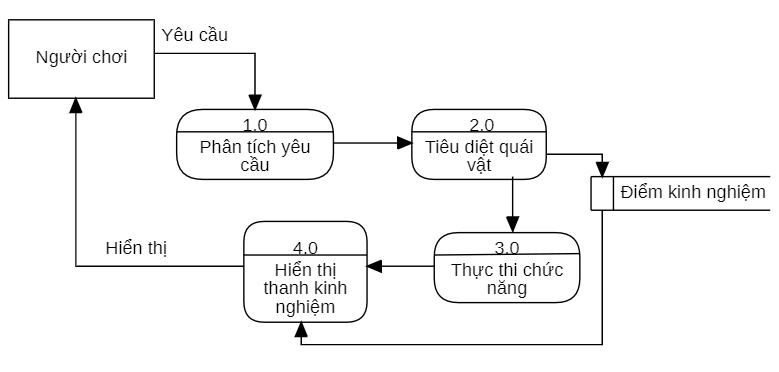 Người chơi
Yêu cầu
1.0
Phân tích yêu
cầu
2.0
Tiêu diệt quái
vật
Điểm kinh nghiệm
Hiển thị
4.0
Hiển thị
thanh kinh
nghiệm
3.0
Thực thi chức
năng